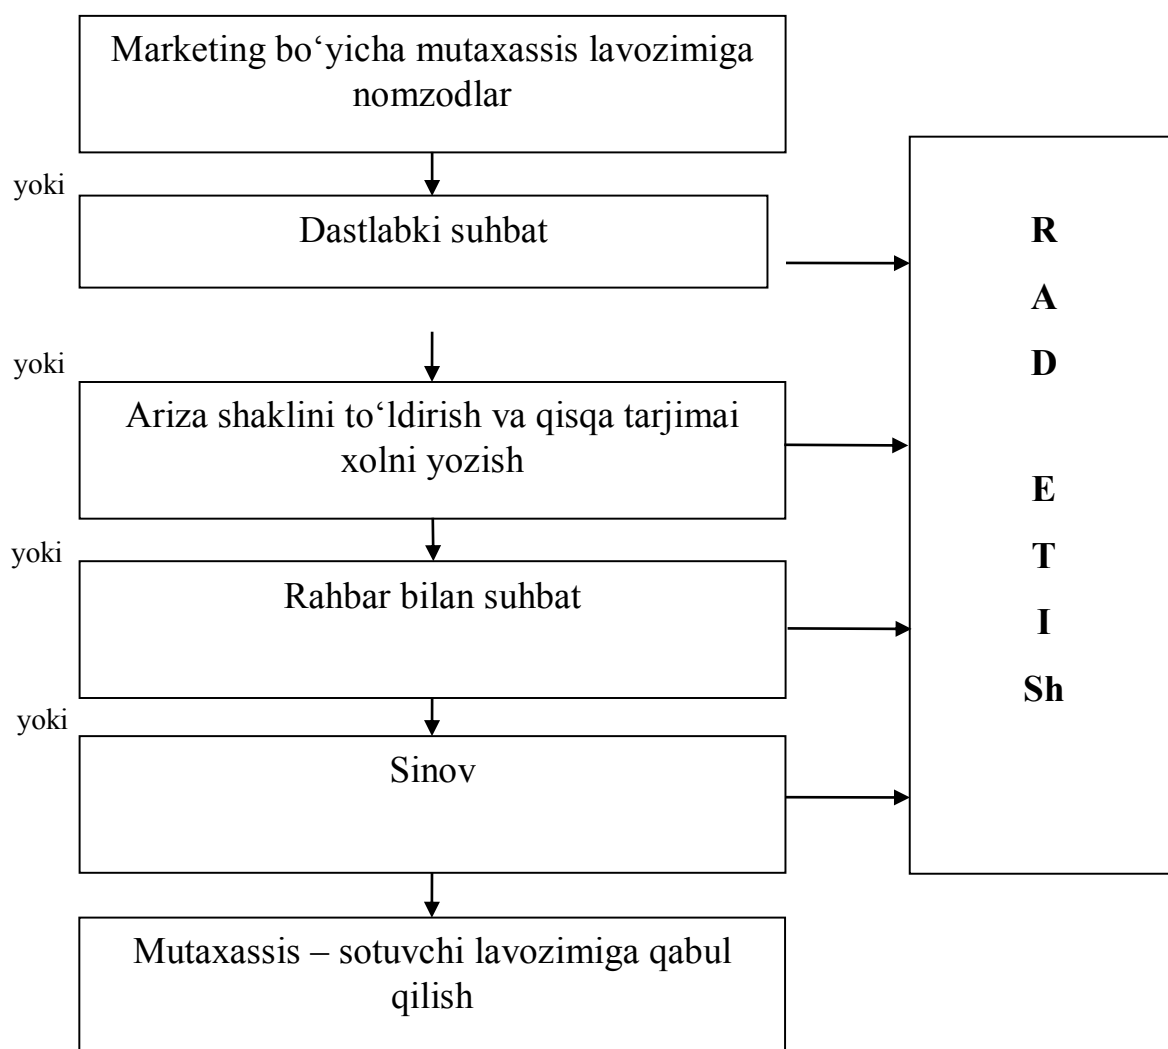 Marketing bo‘yicha mutaxassis lavozimiga
nomzodlar
yoki
Dastlabki suhbat
yoki
Ariza shaklini to‘ldirish va qisqa tarjimai
xolni yozish
yoki
Rahbar bilan suhbat
yoki
Sinov
Mutaxassis – sotuvchi lavozimiga qabul
qilish
R
A
D
E
T
I
Sh